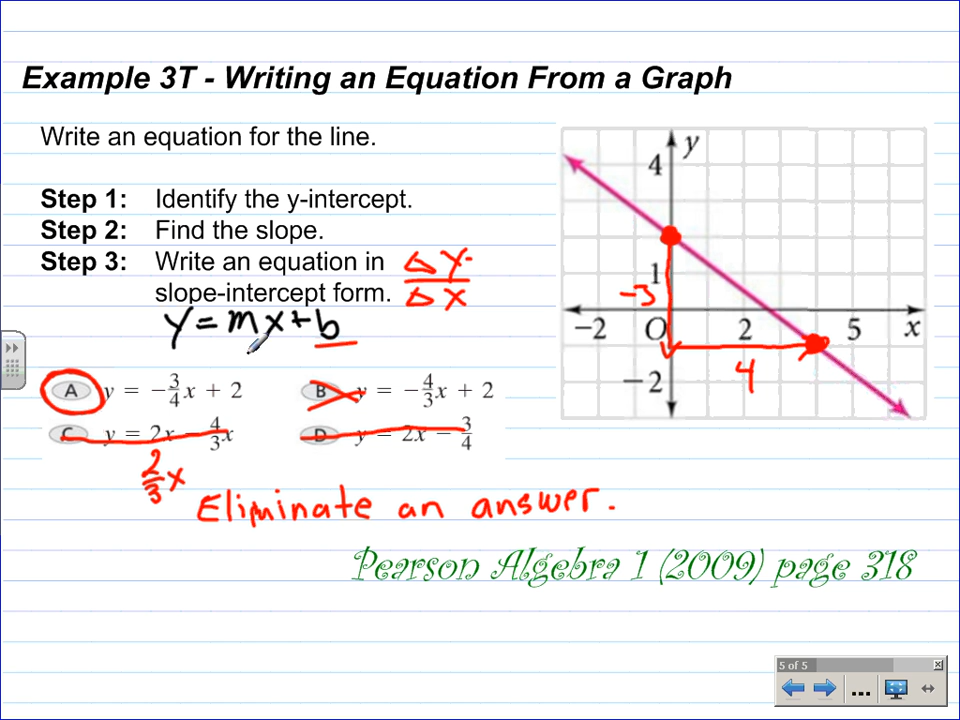 Example 3T - Writing an Equation From a Graph
Write an equation for the line.
Step 1: Identify the y-intercept.
Step 2: Find the slope.
Step 3: Write an equation in
slope-intercept form.
Δ Y
Δ X
Y = mx + b
A y = -3/4x + 2
B y = -4/3x + 2
C y = 2x - 4/3x
D y = 2x - 3/4
2/3 x
Eliminate an answer.
y
4
1
-3
-2 O 2 5 x
-2
4
Pearson Algebra 1 (2009) page 318
5 of 5
...